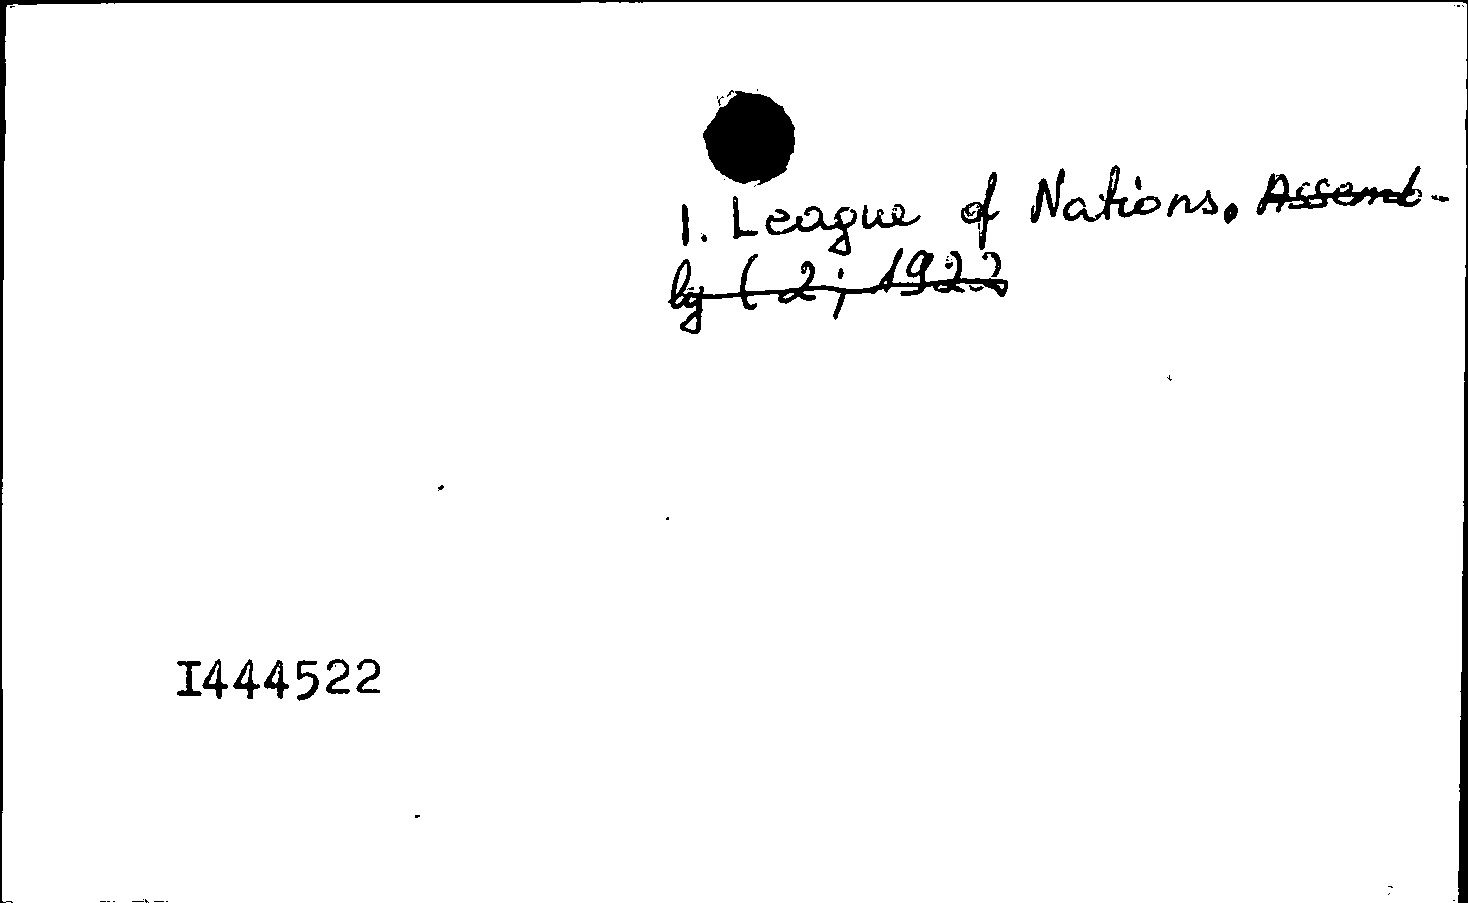 1. League of Nations. Assemb-
ly (2; 1922
I444522